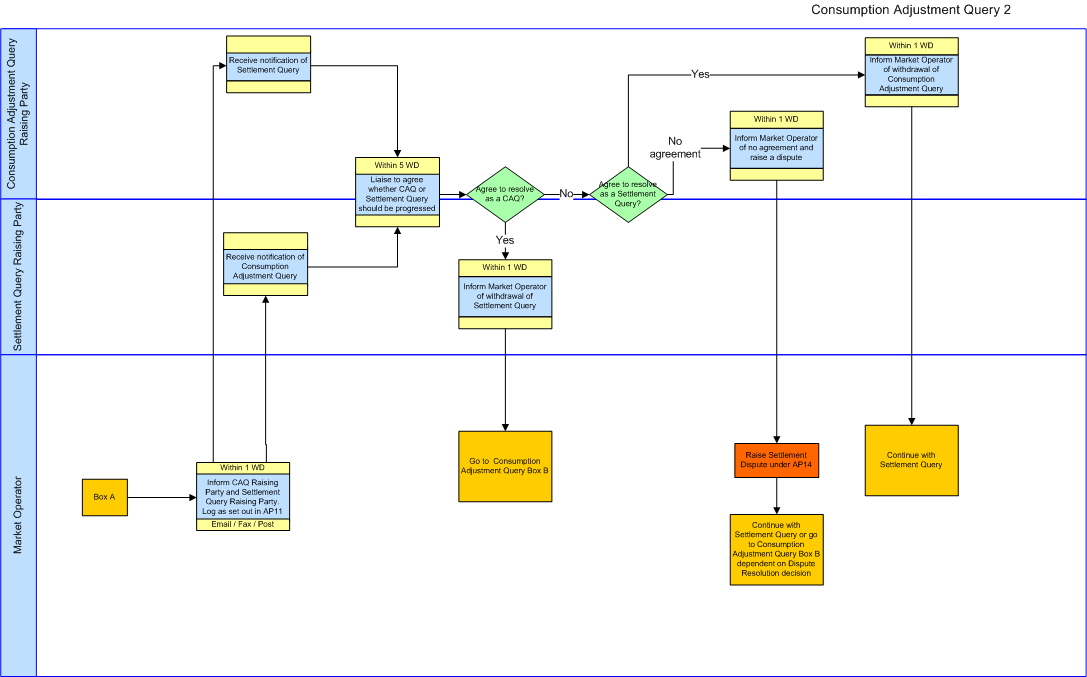 Consumption Adjustment Query 2
Consumption Adjustment Query
Raising Party
Receive notification of
Settlement Query
Within 5 WD
Liaise to agree
whether CAQ or
Settlement Query
should be progressed
Agree to resolve
as a CAQ?
No
Agree to resolve
as a Settlement
Query?
Yes
No
agreement
Within 1 WD
Inform Market Operator
of no agreement and
raise a dispute
Within 1 WD
Inform Market Operator
of withdrawal of
Consumption
Adjustment Query
Settlement Query Raising Party
Receive notification of
Consumption
Adjustment Query
Yes
Within 1 WD
Inform Market Operator
of withdrawal of
Settlement Query
Market Operator
Box A
Within 1 WD
Inform CAQ Raising
Party and Settlement
Query Raising Party.
Log as set out in AP11
Email / Fax / Post
Go to Consumption
Adjustment Query Box B
Raise Settlement
Dispute under AP14
Continue with
Settlement Query or go
to Consumption
Adjustment Query Box B
dependent on Dispute
Resolution decision
Continue with
Settlement Query